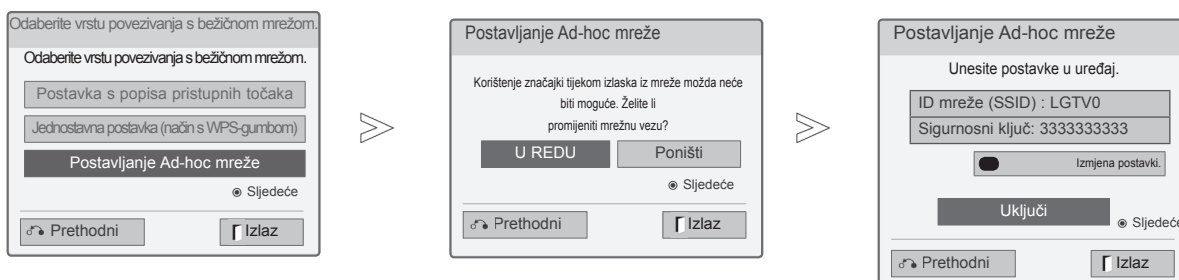 Odaberite vrstu povezivanja s bežičnom mrežom.
Odaberite vrstu povezivanja s bežičnom mrežom.
Postavka s popisa pristupnih točaka
Jednostavna postavka (način s WPS-gumbom)
Postavljanje Ad-hoc mreže
Sljedeće
Prethodni
Izlaz
Postavljanje Ad-hoc mreže
Korištenje značajki tijekom izlaska iz mreže možda neće
biti moguće. Želite li
promijeniti mrežnu vezu?
U REDU
Poništi
Sljedeće
Prethodni
Izlaz
Postavljanje Ad-hoc mreže
Unesite postavke u uređaj.
ID mreže (SSID) : LGTV0
Sigurnosni ključ: 3333333333
Izmjena postavki.
Uključi
Sljedeće
Prethodni
Izlaz